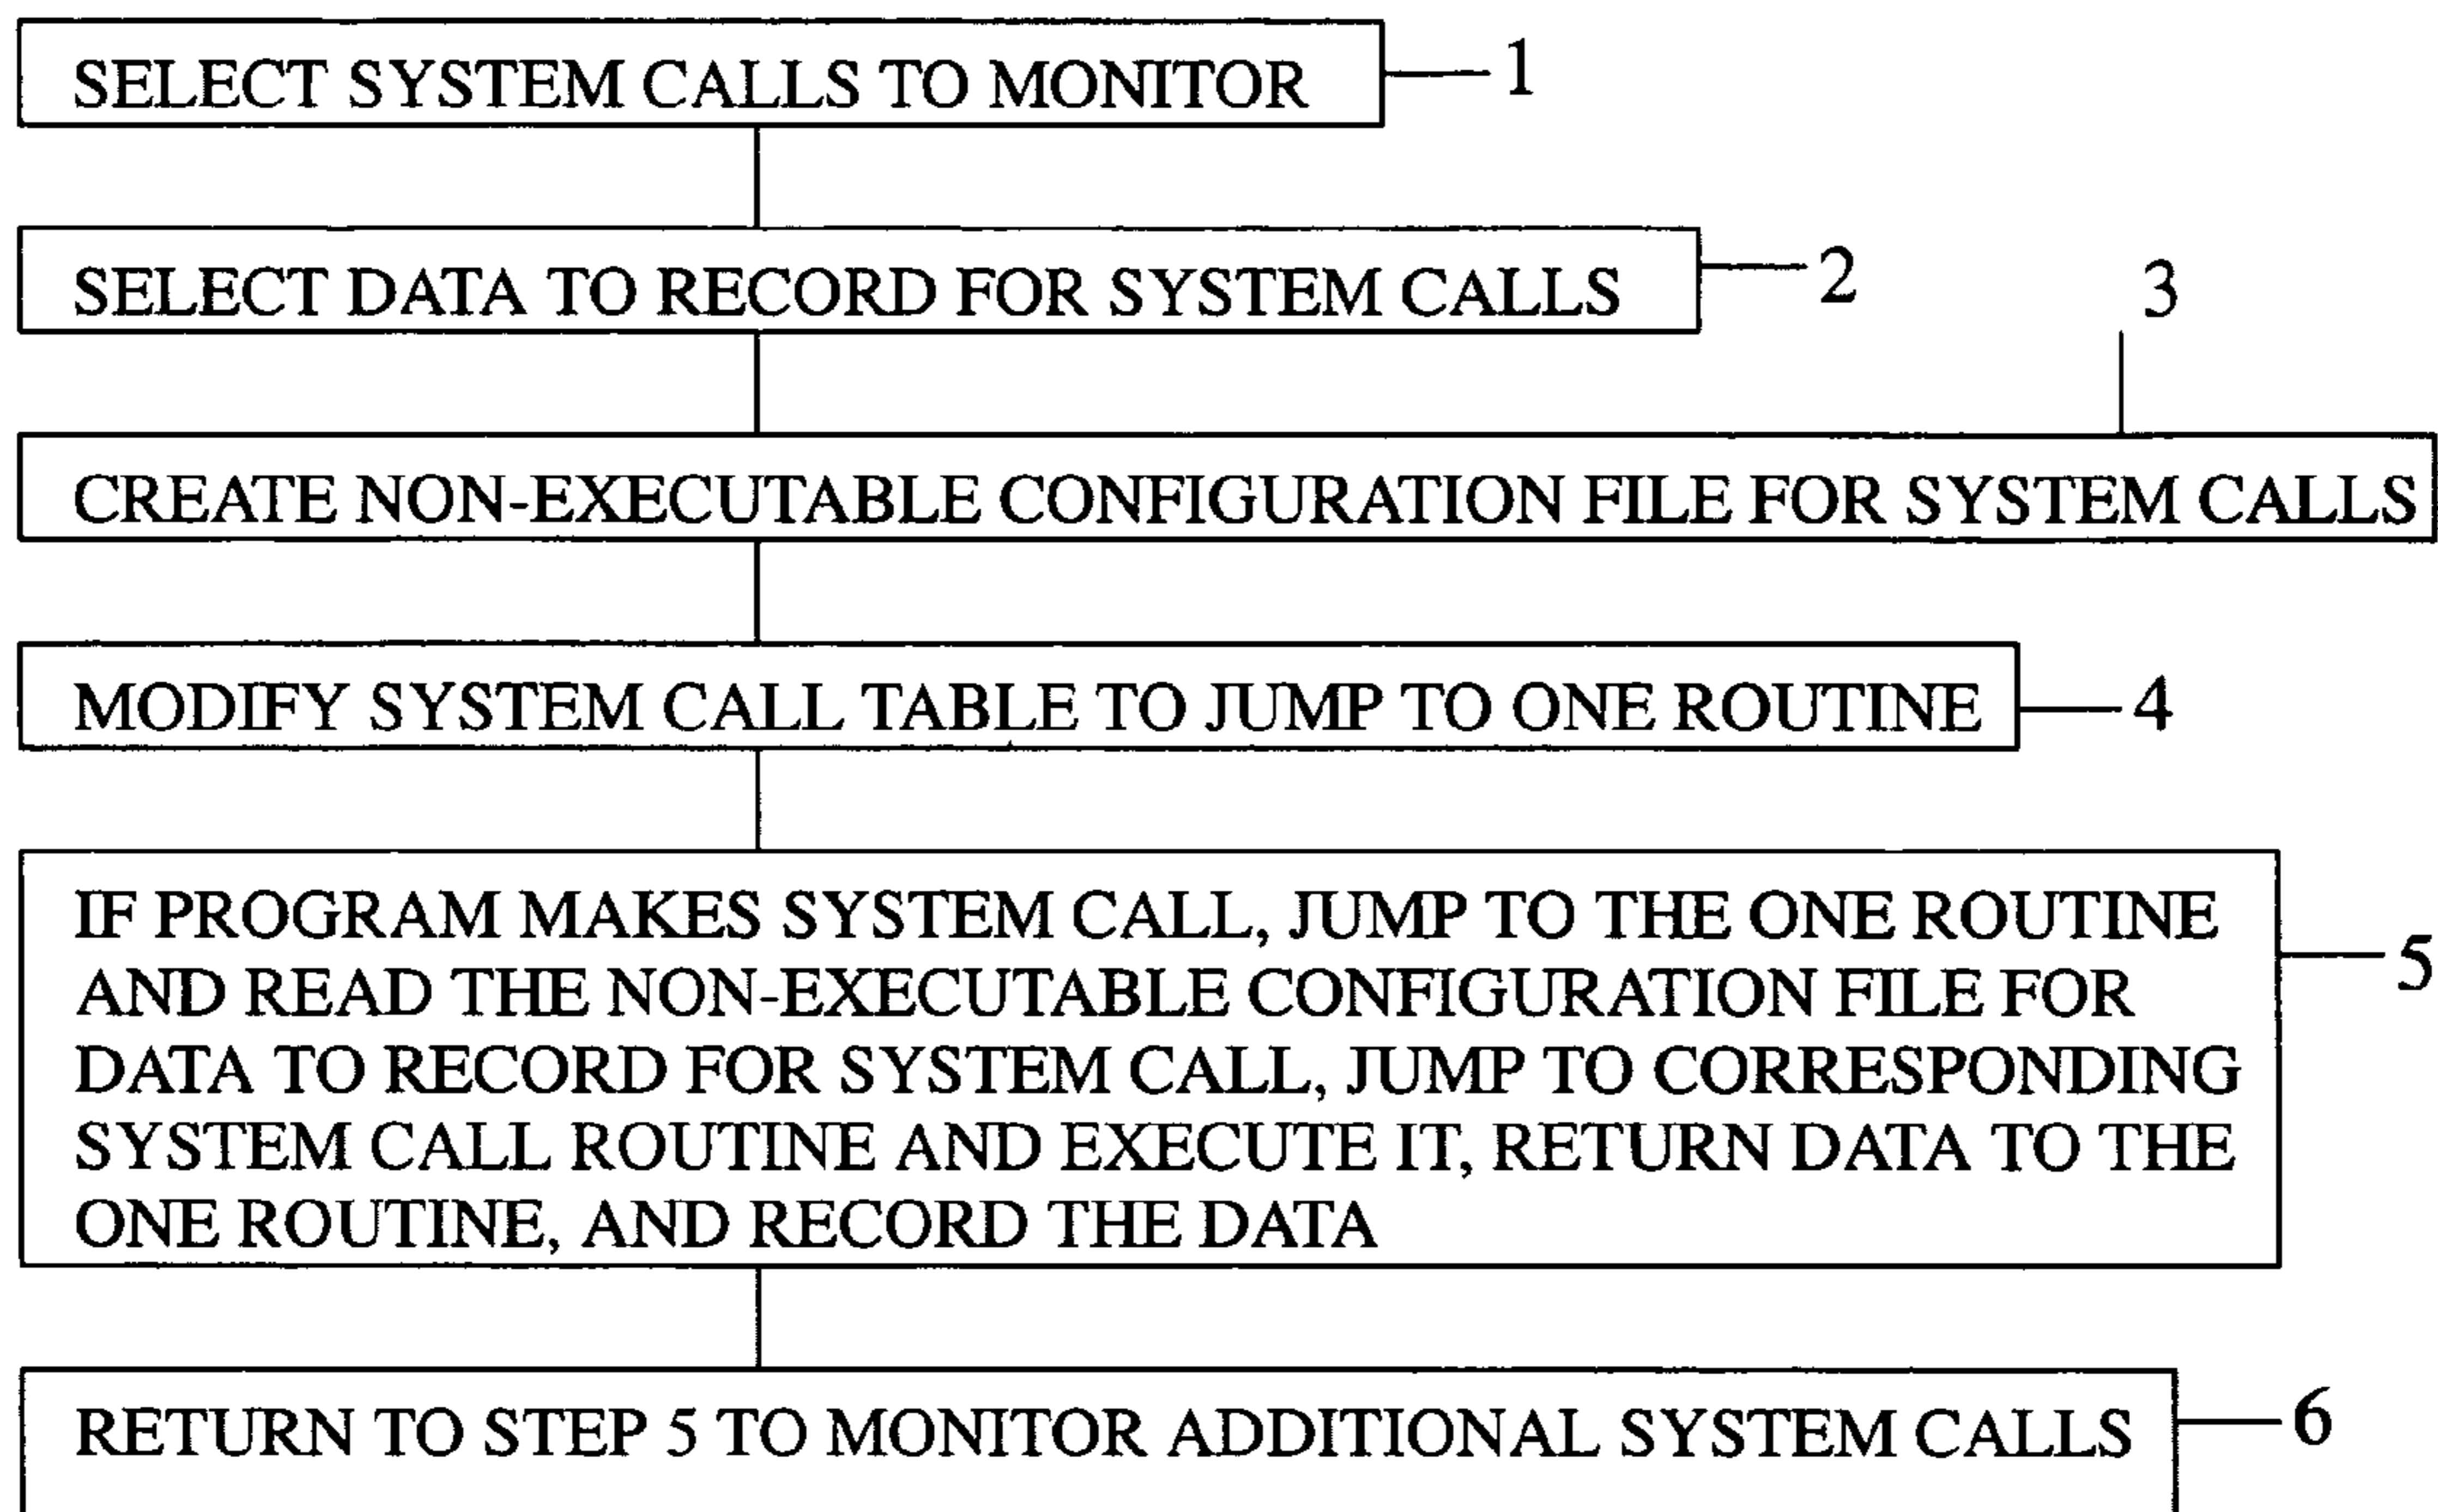 SELECT SYSTEM CALLS TO MONITOR 1
SELECT DATA TO RECORD FOR SYSTEM CALLS 2
3
CREATE NON-EXECUTABLE CONFIGURATION FILE FOR SYSTEM CALLS
MODIFY SYSTEM CALL TABLE TO JUMP TO ONE ROUTINE 4
IF PROGRAM MAKES SYSTEM CALL, JUMP TO THE ONE ROUTINE
AND READ THE NON-EXECUTABLE CONFIGURATION FILE FOR 5
DATA TO RECORD FOR SYSTEM CALL, JUMP TO CORRESPONDING
SYSTEM CALL ROUTINE AND EXECUTE IT, RETURN DATA TO THE
ONE ROUTINE, AND RECORD THE DATA
RETURN TO STEP 5 TO MONITOR ADDITIONAL SYSTEM CALLS 6